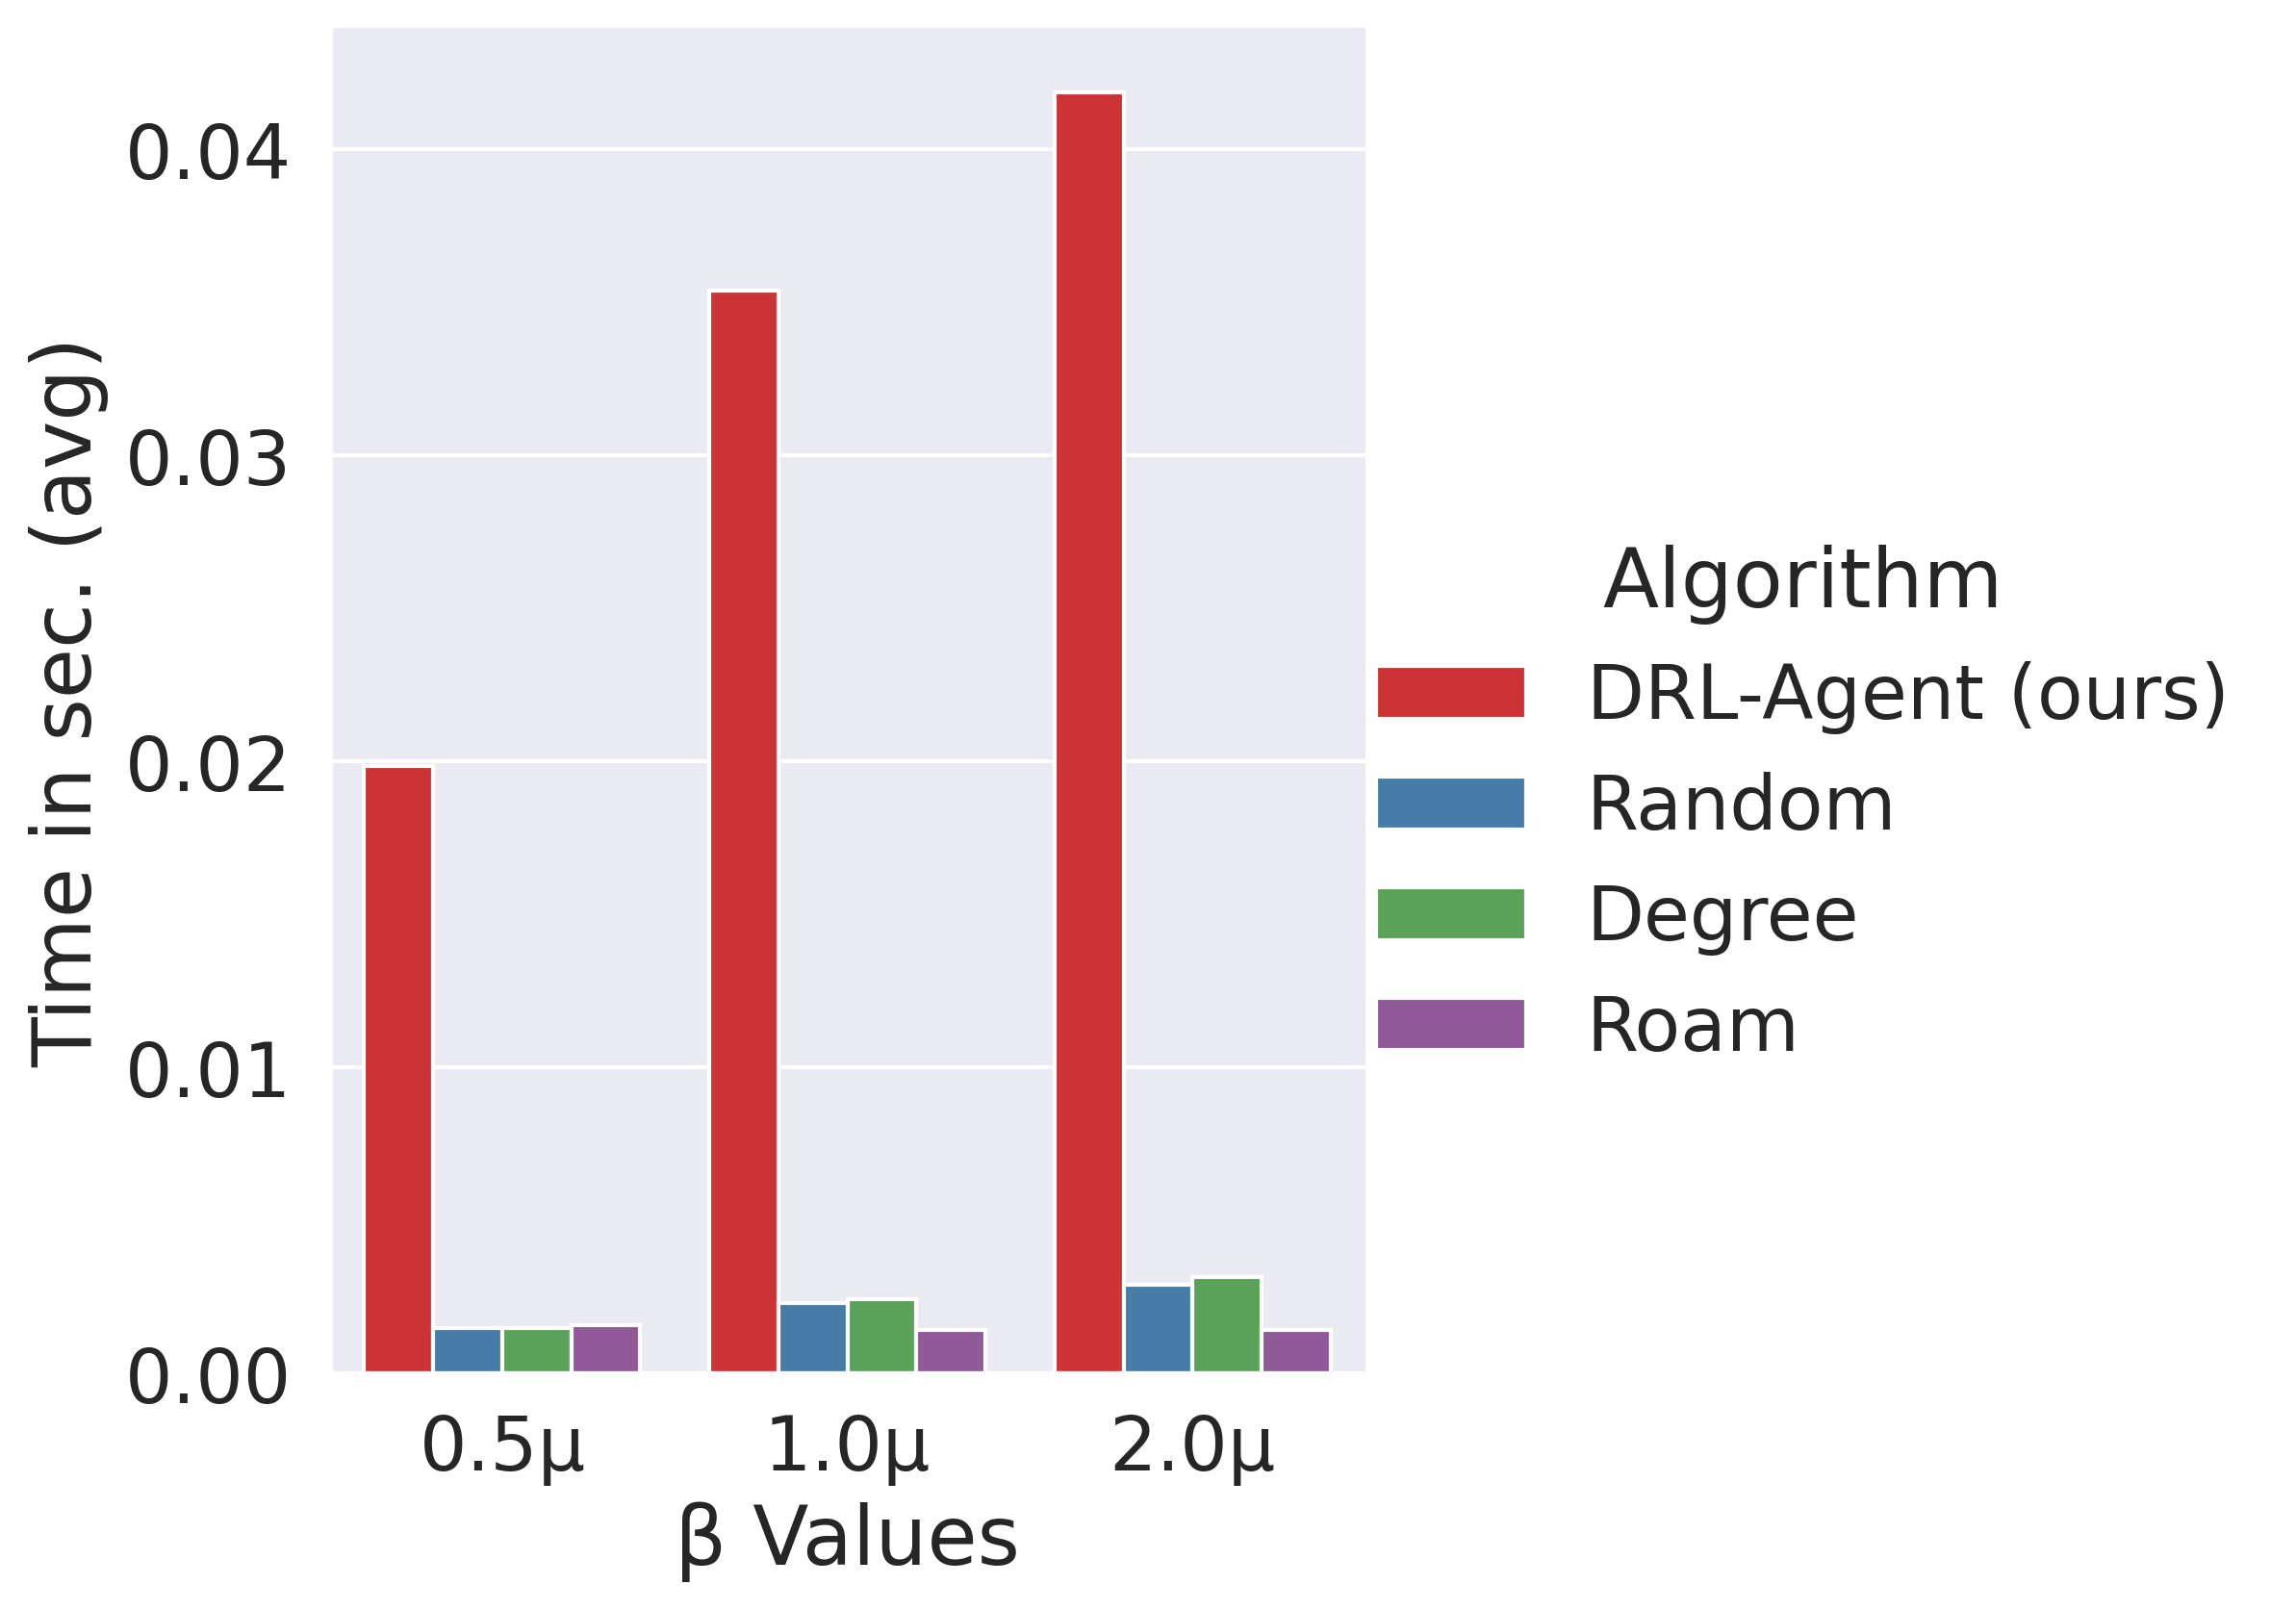 Time in sec. (avg)
0.04
0.03
0.02
0.01
0.00
0.5μ
1.0μ
2.0μ
β Values
Algorithm
DRL-Agent (ours)
Random
Degree
Roam